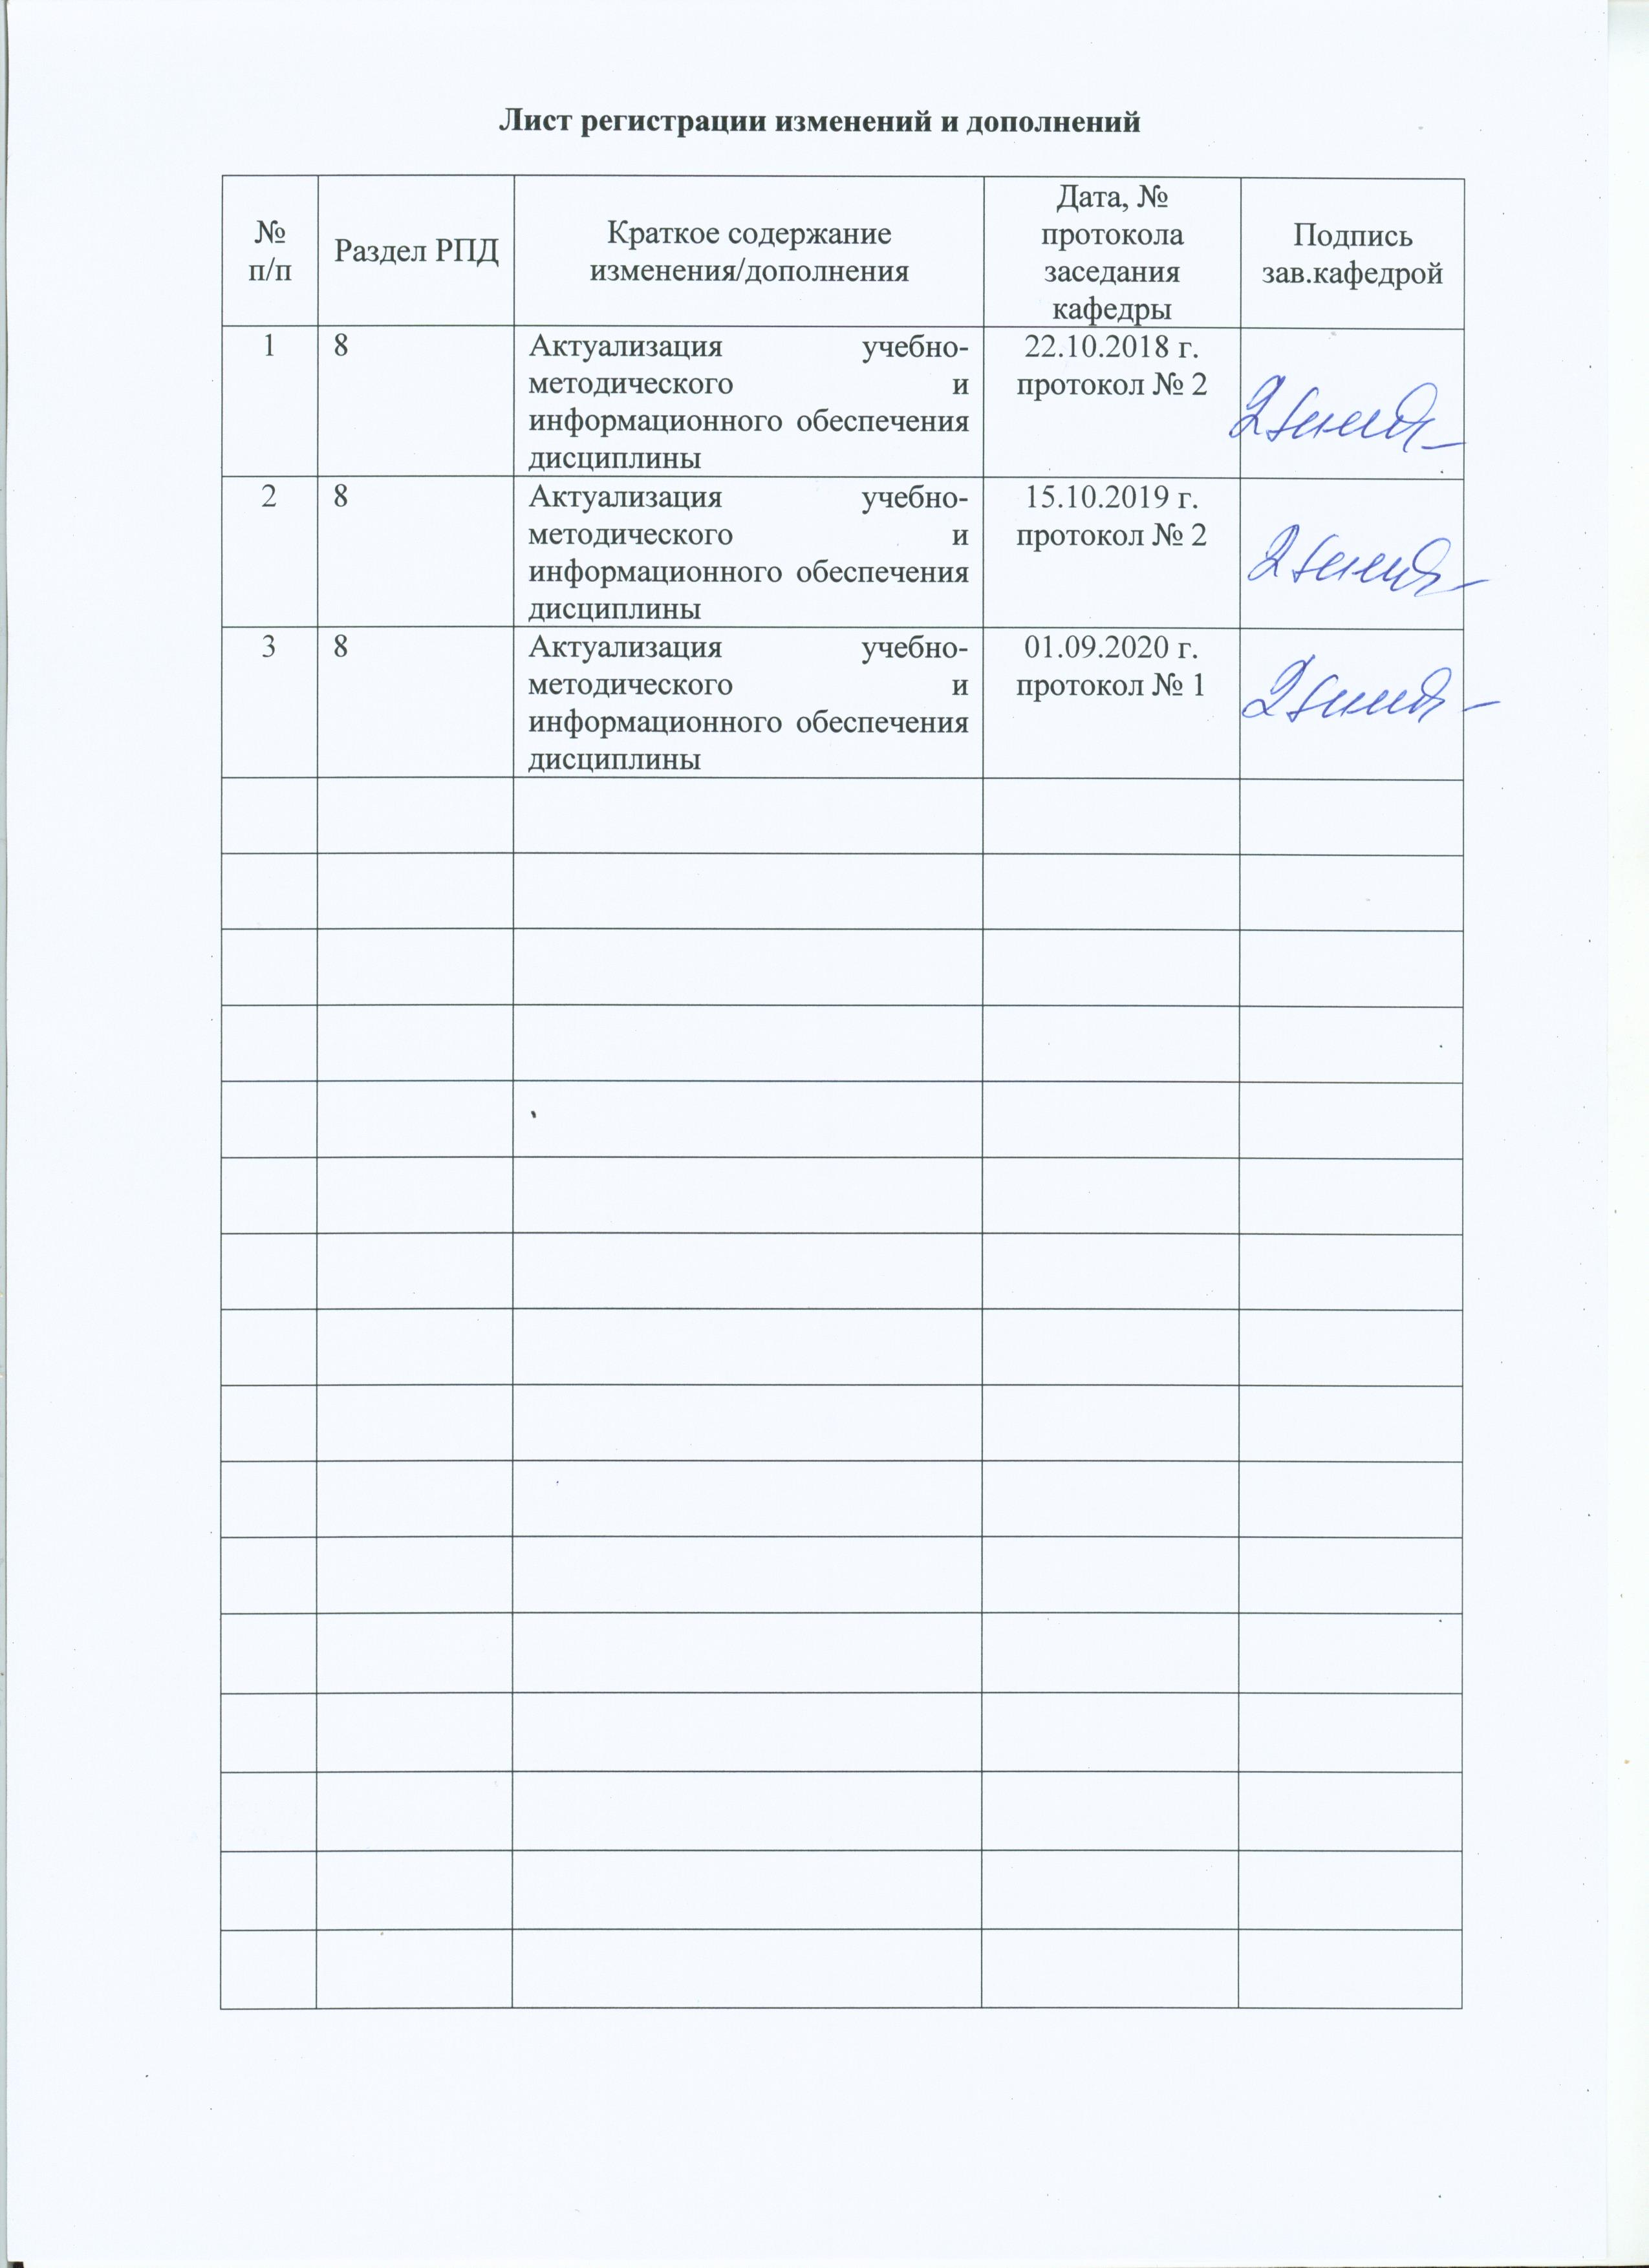 Лист регистрации изменений и дополнений
№
п/п
Раздел РПД
Краткое содержание
изменения/дополнения
Дата, №
протокола
заседания
кафедры
Подпись
зав.кафедрой
1
8
Актуализация учебно-
методического и
информационного обеспечения
дисциплины
22.10.2018 г.
протокол № 2
2
8
Актуализация учебно-
методического и
информационного обеспечения
дисциплины
15.10.2019 г.
протокол № 2
3
8
Актуализация учебно-
методического и
информационного обеспечения
дисциплины
01.09.2020 г.
протокол № 1